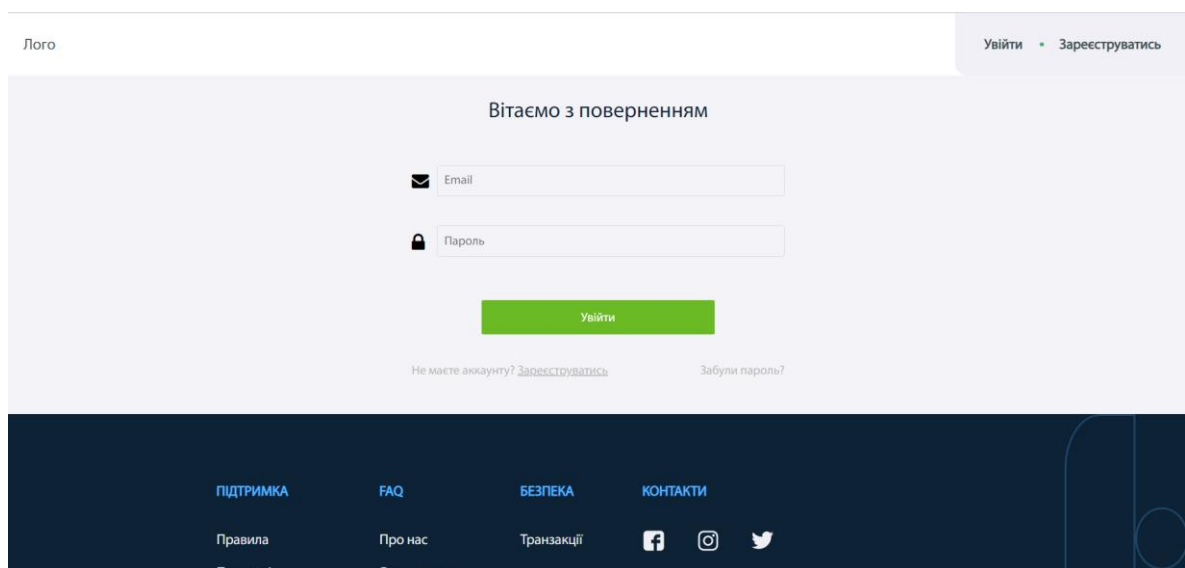 Лого
Увійти • Зареєструватись
Вітаємо з поверненням
Email
Пароль
Увійти
Не маєте аккаунту? Зареєструватись
Забули пароль?
ПІДТРИМКА FAQ БЕЗПЕКА КОНТАКТИ
Правила Про нас Транзакції